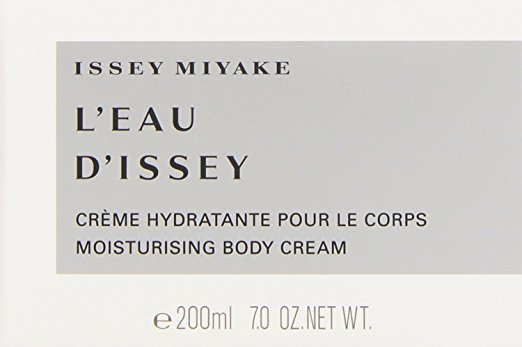 ISSEY MIYAKE
L'EAU
D'ISSEY
CRÈME HYDRATANTE POUR LE CORPS
MOISTURISING BODY CREAM
℮200ml 7.0 OZ.NET WT.